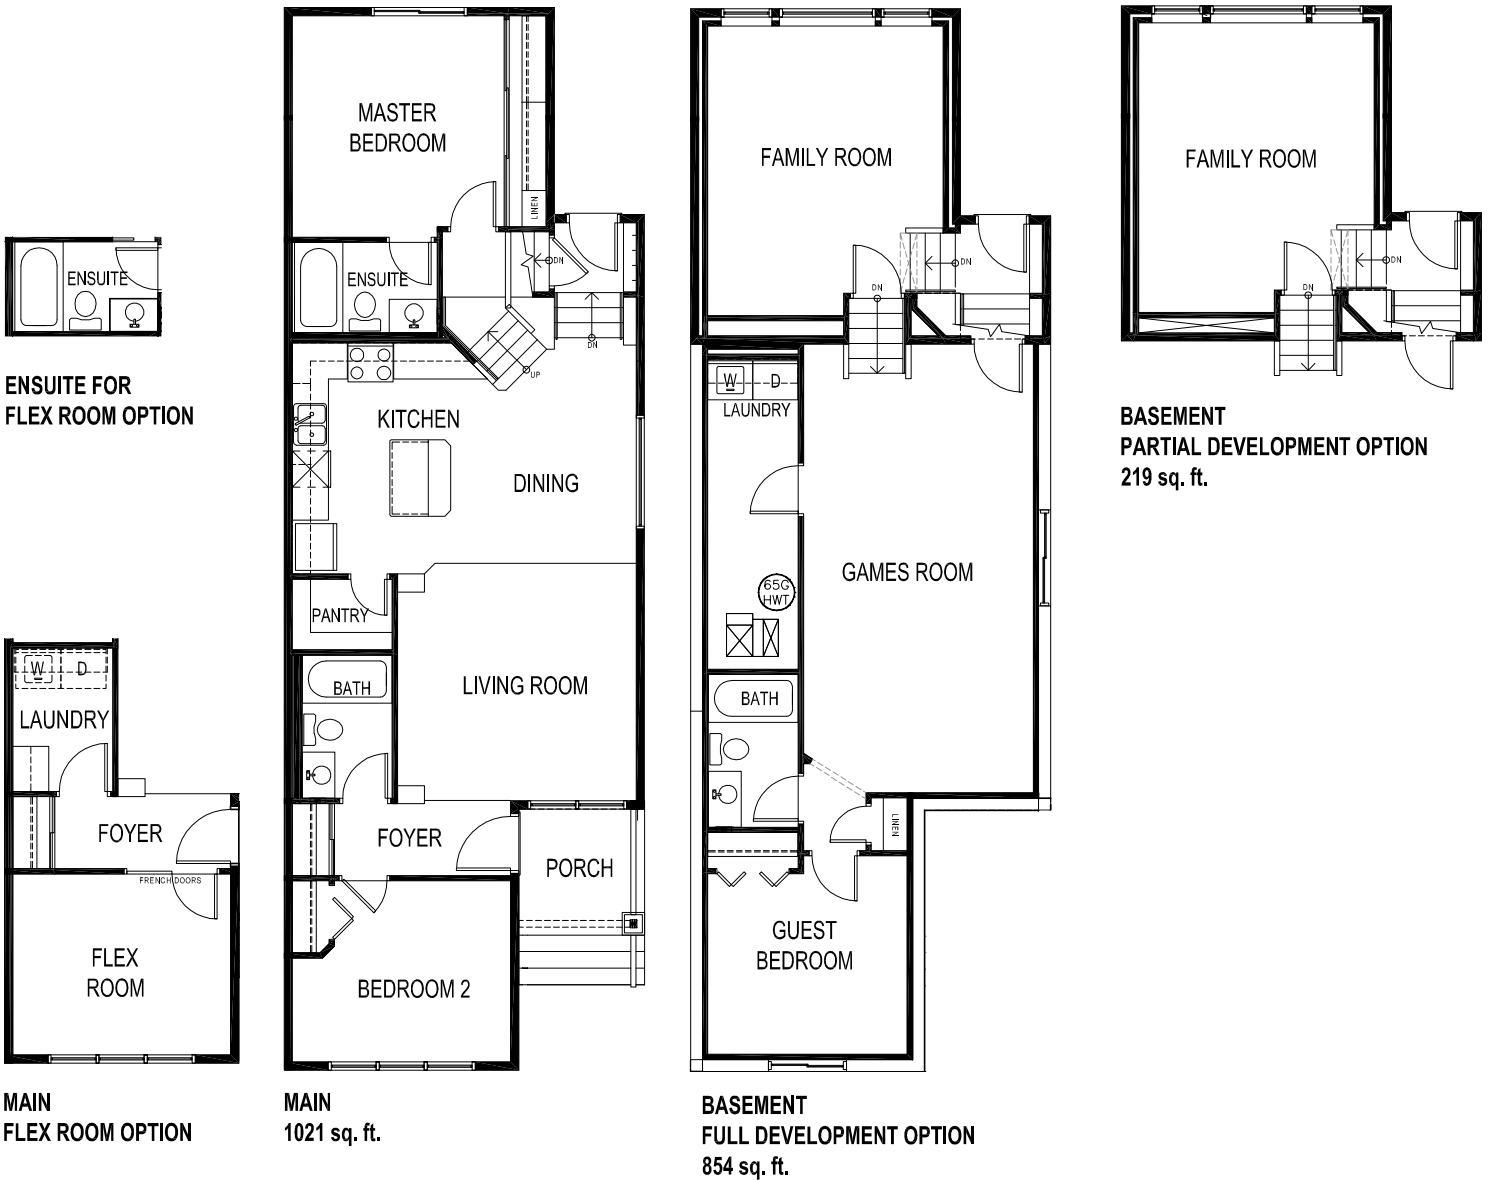 ENSUITE
ENSUITE FOR
FLEX ROOM OPTION
W D
LAUNDRY
FOYER
FRENCH DOORS
FLEX
ROOM
MAIN
FLEX ROOM OPTION
MASTER
BEDROOM
LINEN
DN
ENSUITE
DN
UP
KITCHEN
DINING
PANTRY
LIVING ROOM
BATH
FOYER
PORCH
BEDROOM 2
MAIN
1021 sq. ft.
FAMILY ROOM
DN
DN
W D
LAUNDRY
GAMES ROOM
65G
HWT
BATH
LINEN
GUEST
BEDROOM
BASEMENT
FULL DEVELOPMENT OPTION
854 sq. ft.
FAMILY ROOM
DN
DN
BASEMENT
PARTIAL DEVELOPMENT OPTION
219 sq. ft.